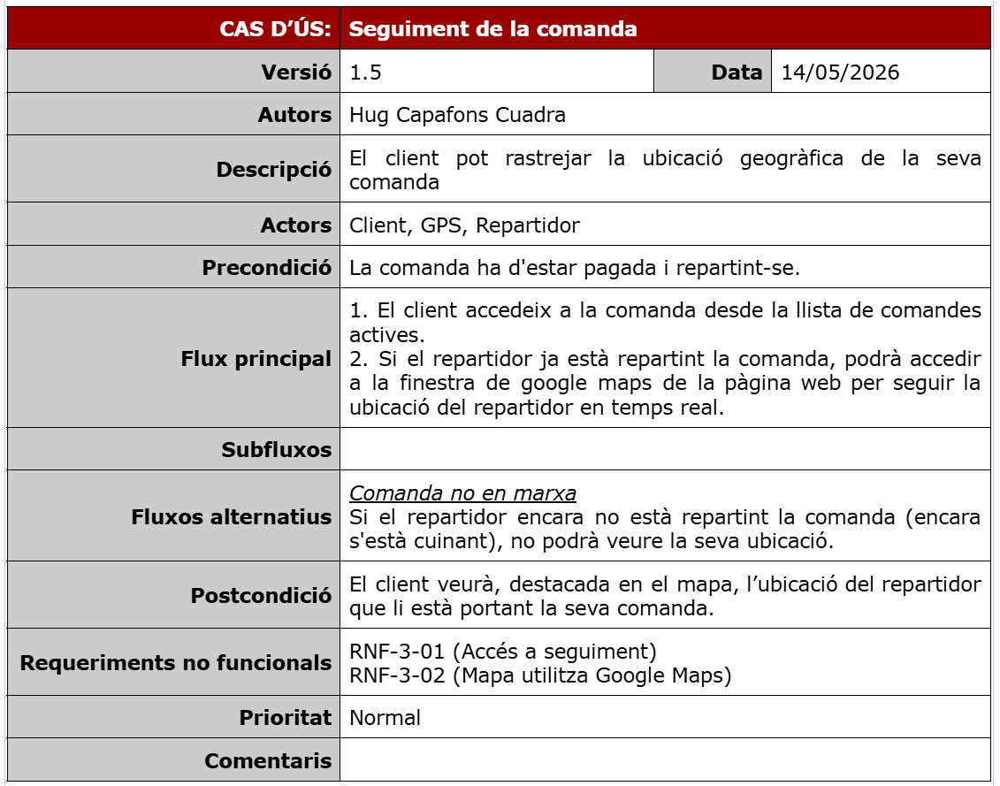 CAS D’ÚS: Seguiment de la comanda
Versió 1.5 Data 14/05/2026
Autors Hug Capafons Cuadra
Descripció El client pot rastrejar la ubicació geogràfica de la seva
comanda
Actors Client, GPS, Repartidor
Precondició La comanda ha d'estar pagada i repartint-se.
Flux principal
1. El client accedeix a la comanda desde la llista de comandes
actives.
2. Si el repartidor ja està repartint la comanda, podrà accedir
a la finestra de google maps de la pàgina web per seguir la
ubicació del repartidor en temps real.
Subfluxos
Fluxos alternatius
Comanda no en marxa
Si el repartidor encara no està repartint la comanda (encara
s'està cuinant), no podrà veure la seva ubicació.
Postcondició
El client veurà, destacada en el mapa, l’ubicació del repartidor
que li està portant la seva comanda.
Requeriments no funcionals
RNF-3-01 (Accés a seguiment)
RNF-3-02 (Mapa utilitza Google Maps)
Prioritat Normal
Comentaris